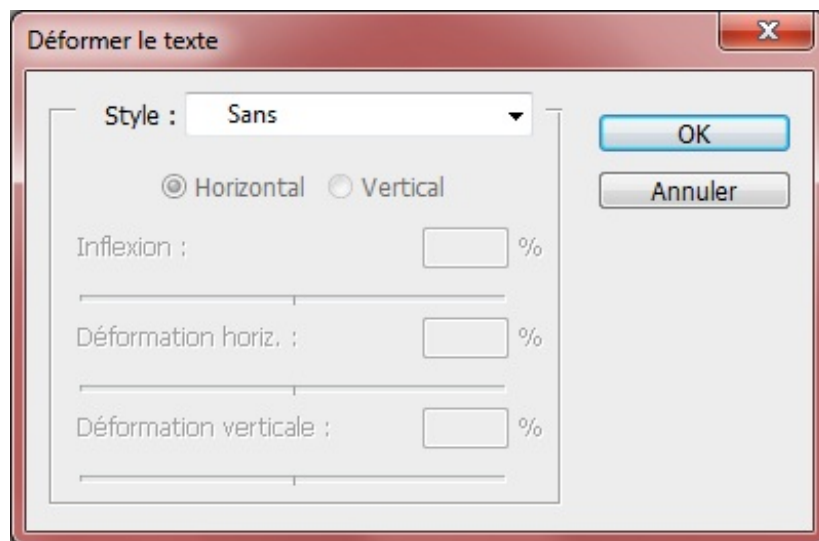 Déformer le texte
Style : Sans
OK
Horizontal Vertical
Annuler
Inflexion : %
Déformation horiz. : %
Déformation verticale : %